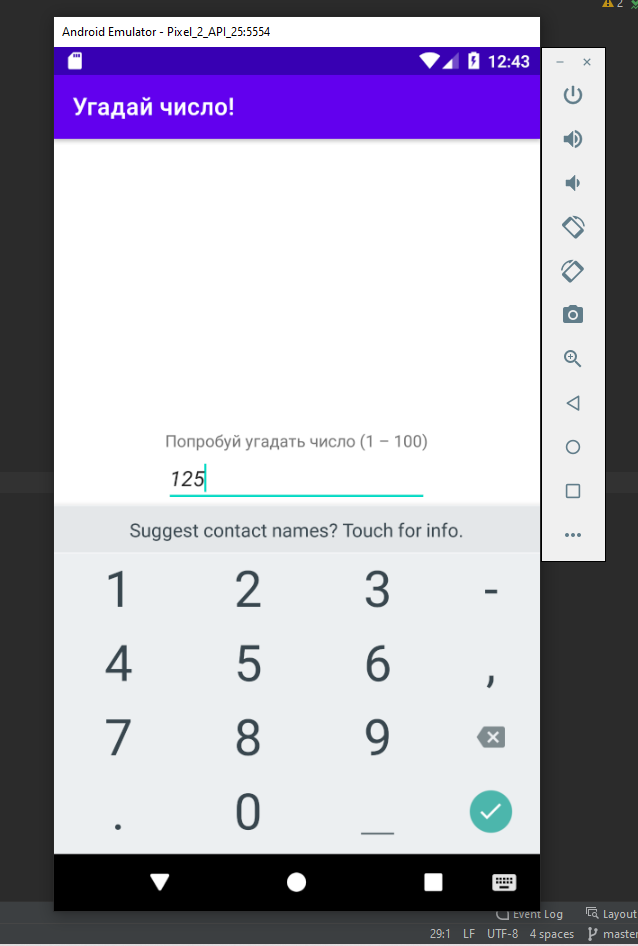 2
Android Emulator - Pixel_2_API_25:5554
12:43
Угадай число!
Попробуй угадать число (1 – 100)
125
Suggest contact names? Touch for info.
1 2 3 -
4 5 6 ,
7 8 9
. 0 _
Event Log Layout
29:1 LF UTF-8 4 spaces master